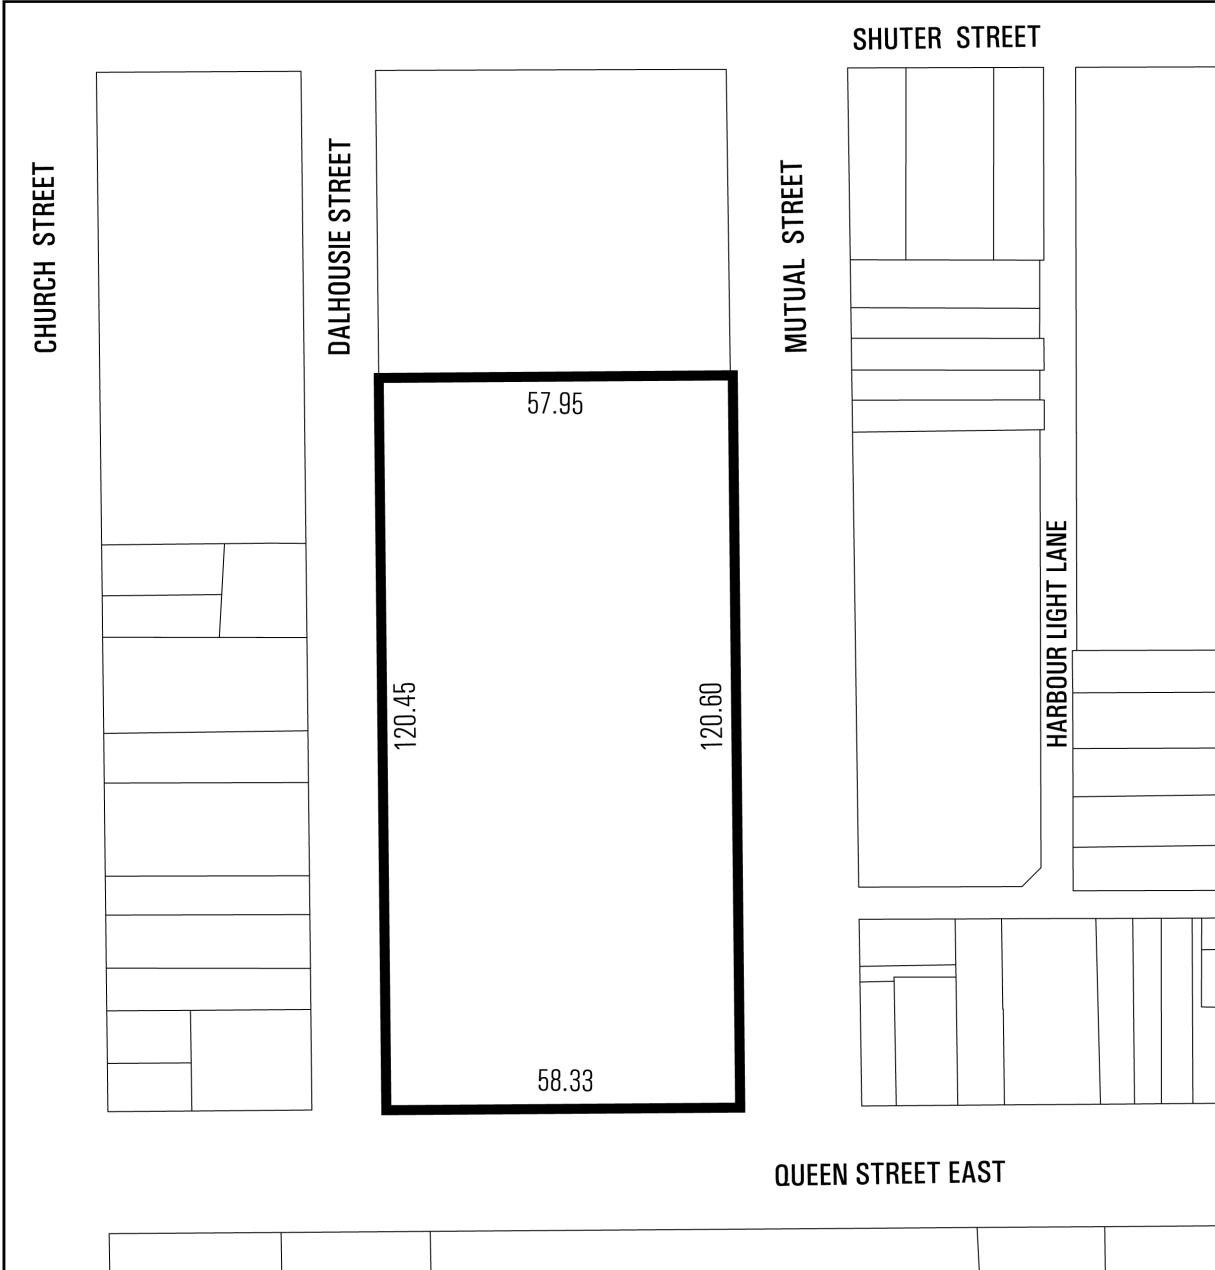 SHUTER STREET
CHURCH STREET
DALHOUSIE STREET
MUTUAL STREET
57.95
HARBOUR LIGHT LANE
120.45
120.60
58.33
QUEEN STREET EAST